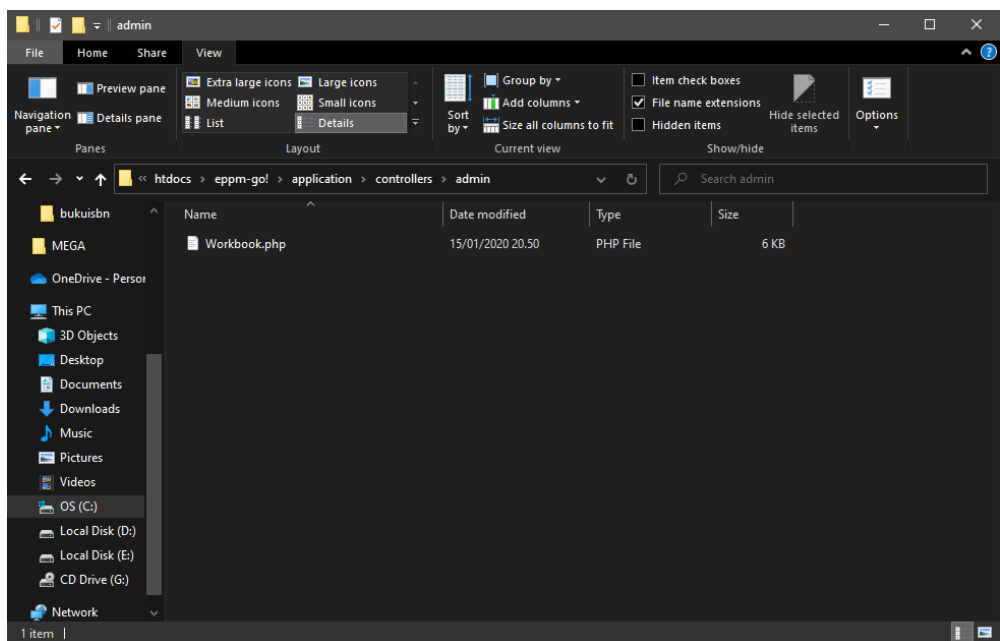 admin
File Home Share View
Navigation pane
Preview pane
Details pane
Panes
Extra large icons Large icons
Medium icons Small icons
List Details
Layout
Sort by
Group by
Add columns
Size all columns to fit
Current view
Item check boxes
File name extensions
Hidden items
Hide selected items
Show/hide
Options
« htdocs > eppm-go! > application > controllers > admin
Search admin
bukuisbn
MEGA
OneDrive - Person
This PC
3D Objects
Desktop
Documents
Downloads
Music
Pictures
Videos
OS (C:)
Local Disk (D:)
Local Disk (E:)
CD Drive (G:)
Network
Name Date modified Type Size
Workbook.php 15/01/2020 20.50 PHP File 6 KB
1 item